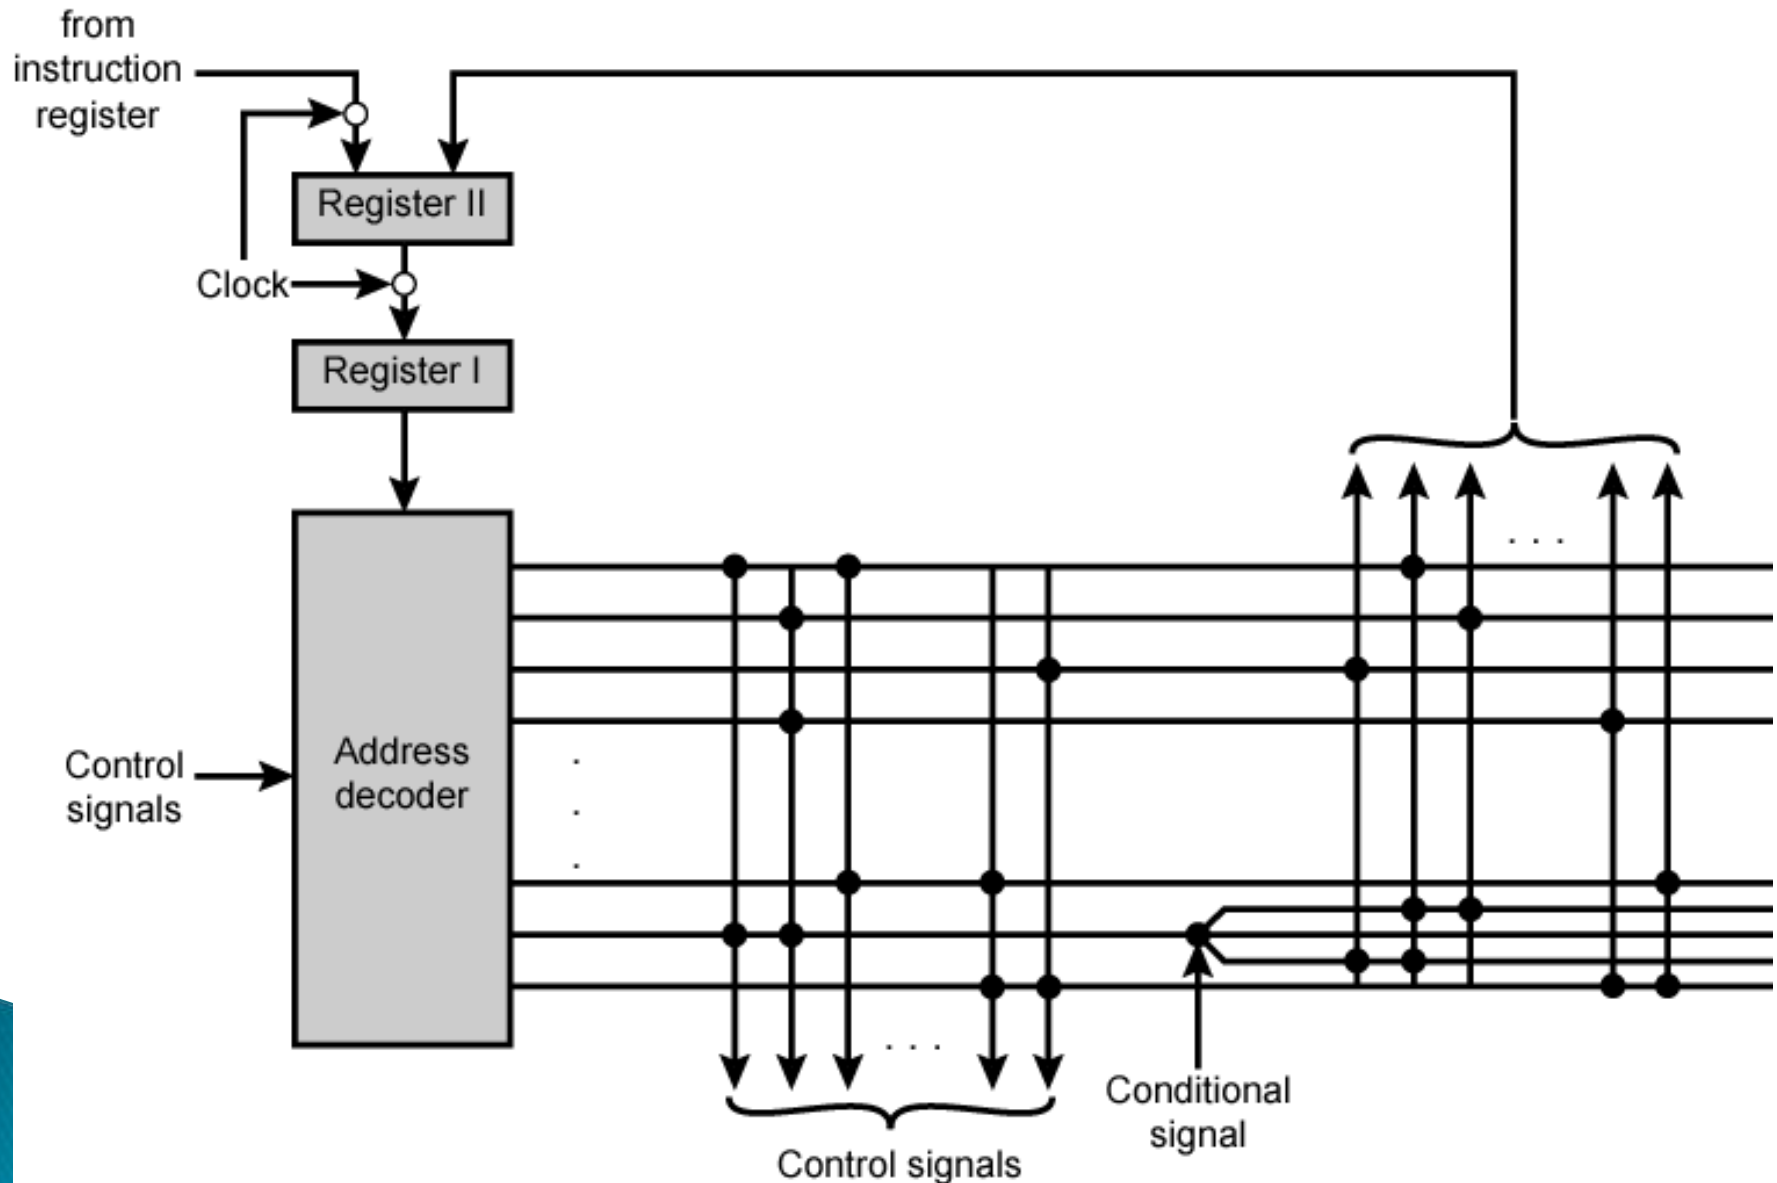 from
instruction
register
Register II
Clock
Register I
. . .
Control
signals
Address
decoder
.
.
.
. . .
Conditional
signal
Control signals